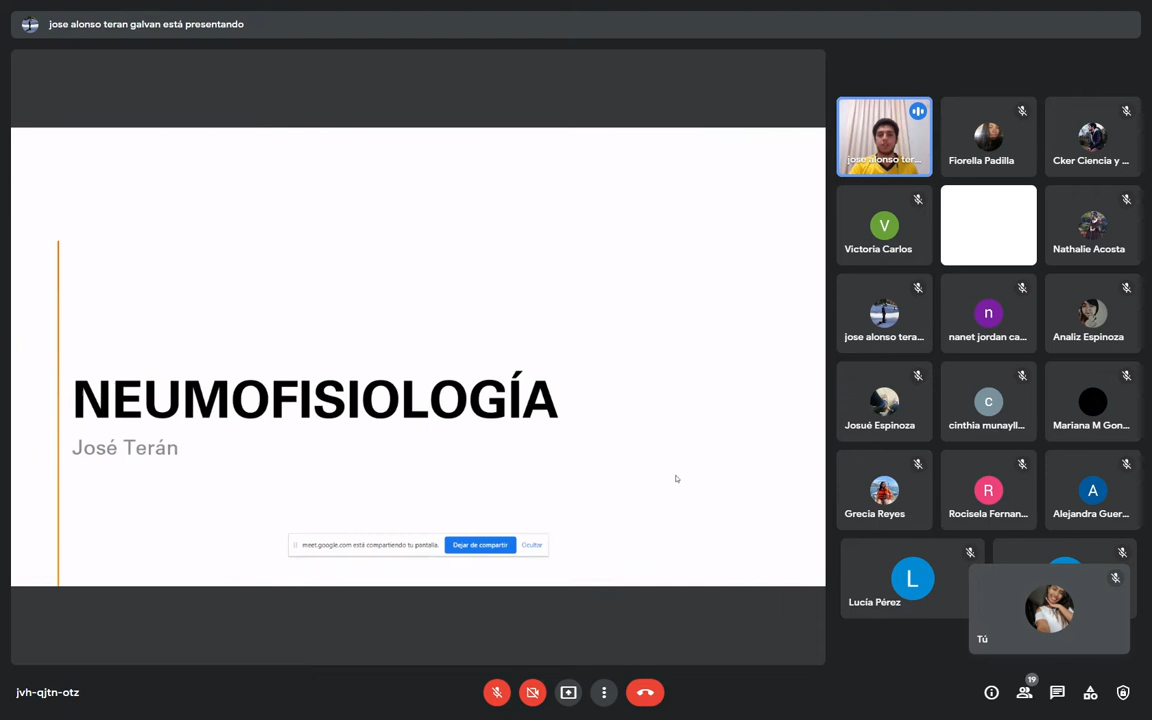 jose alonso teran galvan está presentando
NEUMOFISIOLOGÍA
José Terán
meet.google.com está compartiendo tu pantalla.
Dejar de compartir
Ocultar
jose alonso ter...
Fiorella Padilla
Cker Ciencia y ...
V
Victoria Carlos
Nathalie Acosta
jose alonso tera...
n
nanet jordan ca...
Analiz Espinoza
Josué Espinoza
c
cinthia munayll...
Mariana M Gon...
Grecia Reyes
R
Rocisela Fernan...
A
Alejandra Guer...
L
Lucía Pérez
Tú
jvh-qjtn-otz
19